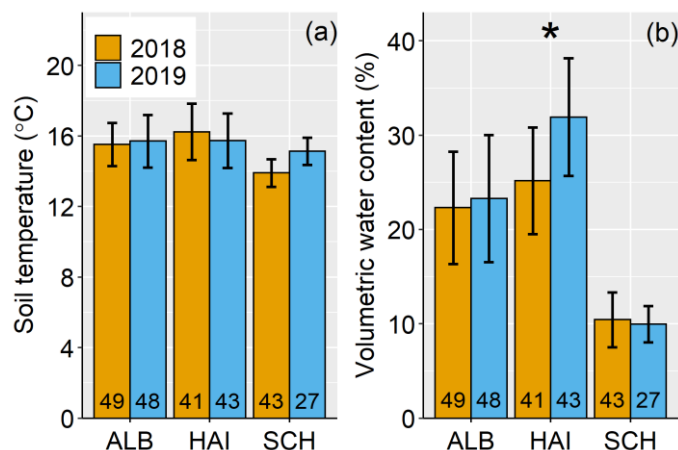 (a)
2018
2019
Soil temperature (°C)
20
16
12
8
4
0
49 48 41 43 43 27
ALB HAI SCH
(b)
*
Volumetric water content (%)
40
30
20
10
0
49 48 41 43 43 27
ALB HAI SCH